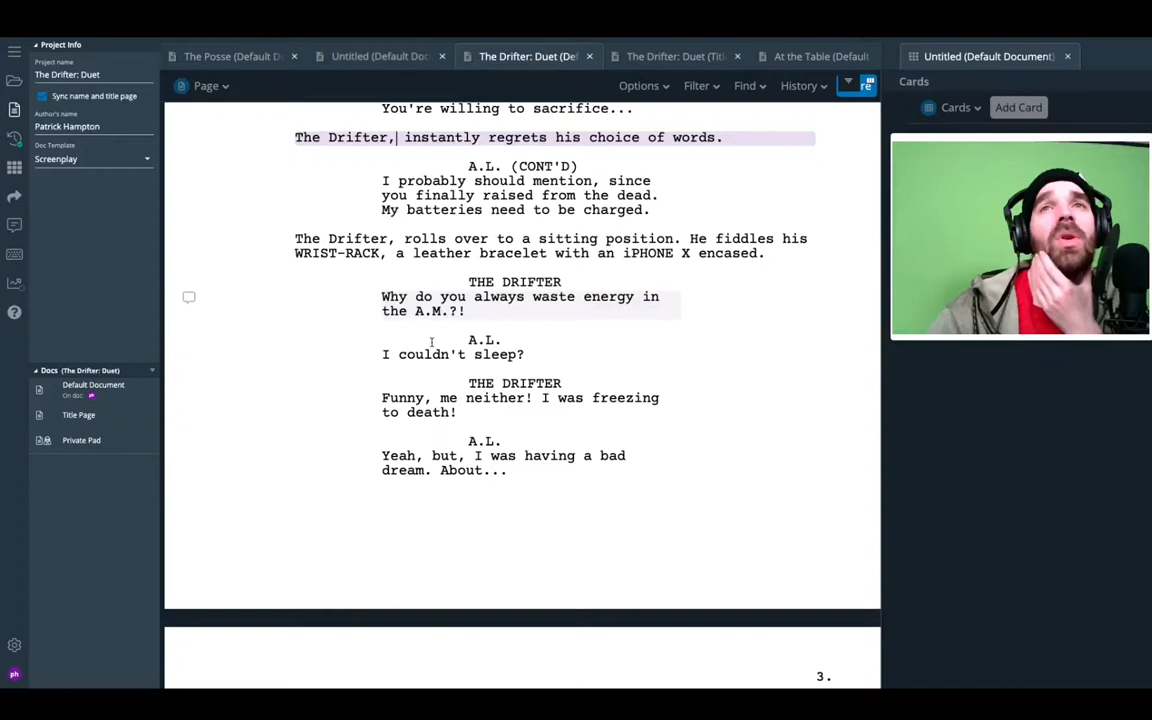 Project Info
Project name
The Drifter: Duet
Sync name and title page
Author's name
Patrick Hampton
Doc Template
Screenplay
Docs (The Drifter: Duet)
Default Document
On doc ph
Title Page
Private Pad
ph
The Posse (Default D
Untitled (Default Doc
The Drifter: Duet (Def
The Drifter: Duet (Titl
At the Table (Default
Page
Options
Filter
Find
History
re
You're willing to sacrifice...
The Drifter, instantly regrets his choice of words.
A.L. (CONT'D)
I probably should mention, since
you finally raised from the dead.
My batteries need to be charged.
The Drifter, rolls over to a sitting position. He fiddles his
WRIST-RACK, a leather bracelet with an iPHONE X encased.
THE DRIFTER
Why do you always waste energy in
the A.M.?!
A.L.
I couldn't sleep?
THE DRIFTER
Funny, me neither! I was freezing
to death!
A.L.
Yeah, but, I was having a bad
dream. About...
3.
Untitled (Default Document)
Cards
Cards
Add Card